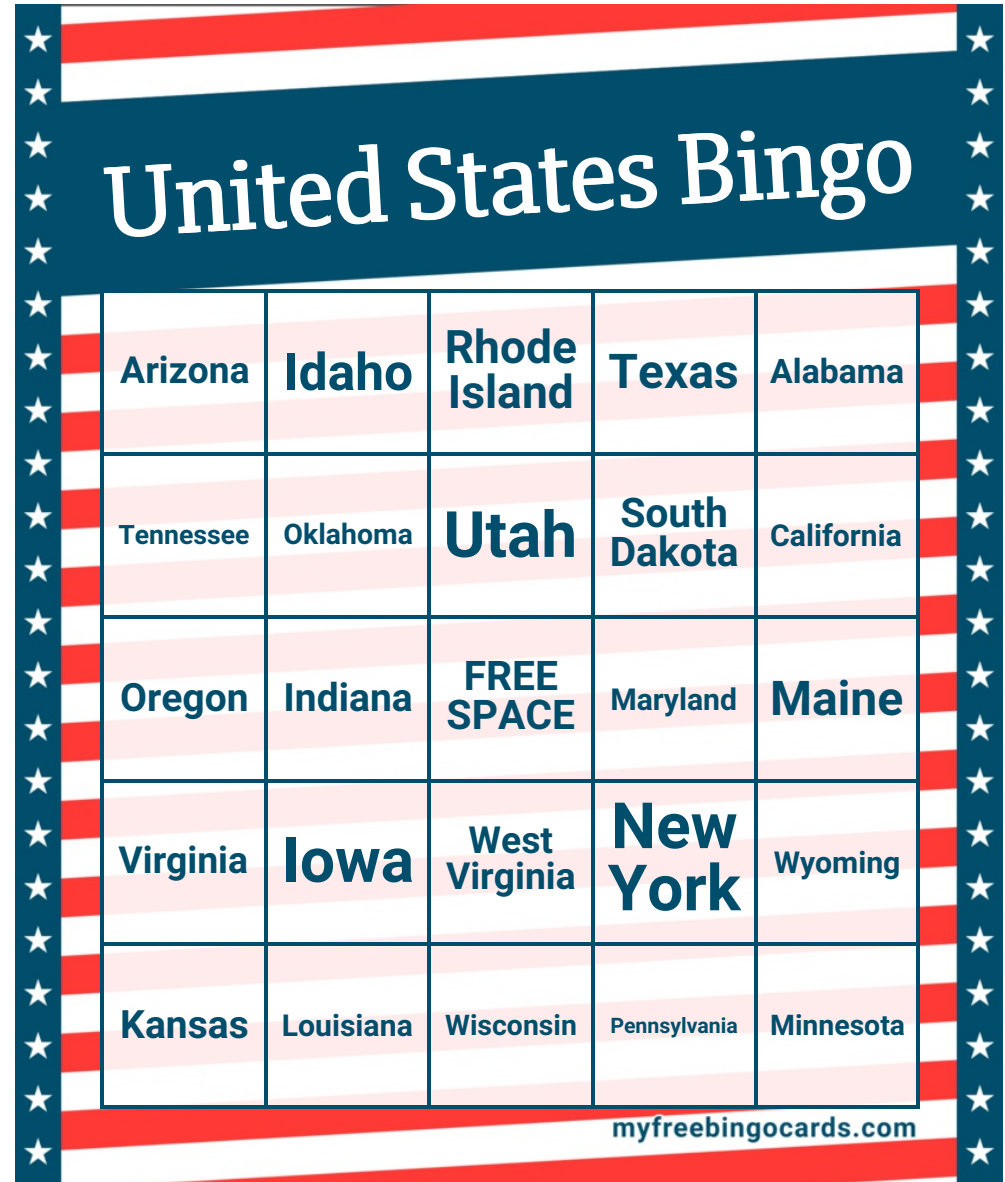 United States Bingo
Arizona
Idaho
Rhode
Island
Texas
Alabama
Tennessee
Oklahoma
Utah
South
Dakota
California
Oregon
Indiana
FREE
SPACE
Maryland
Maine
Virginia
Iowa
West
Virginia
New
York
Wyoming
Kansas
Louisiana
Wisconsin
Pennsylvania
Minnesota
myfreebingocards.com